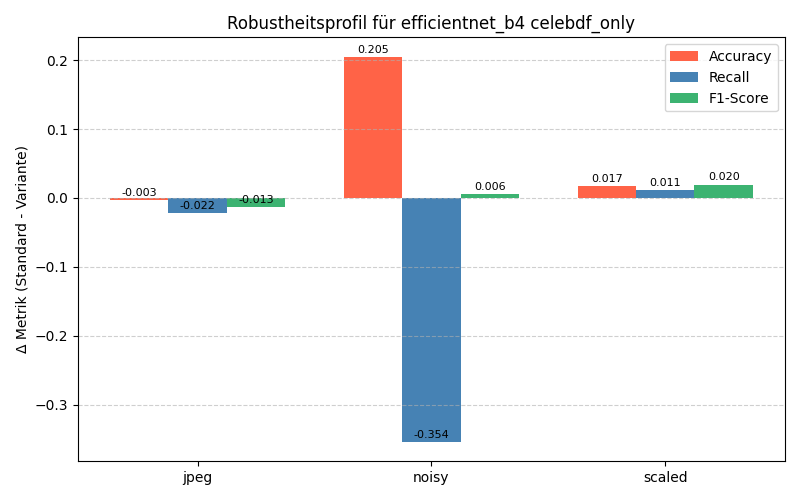 Robustheitsprofil für efficientnet_b4 celebdf_only
Δ Metrik (Standard - Variante)
0.2
0.1
0.0
−0.1
−0.2
−0.3
Accuracy
Recall
F1-Score
-0.003
-0.022
-0.013
0.205
-0.354
0.006
0.017
0.011
0.020
jpeg
noisy
scaled